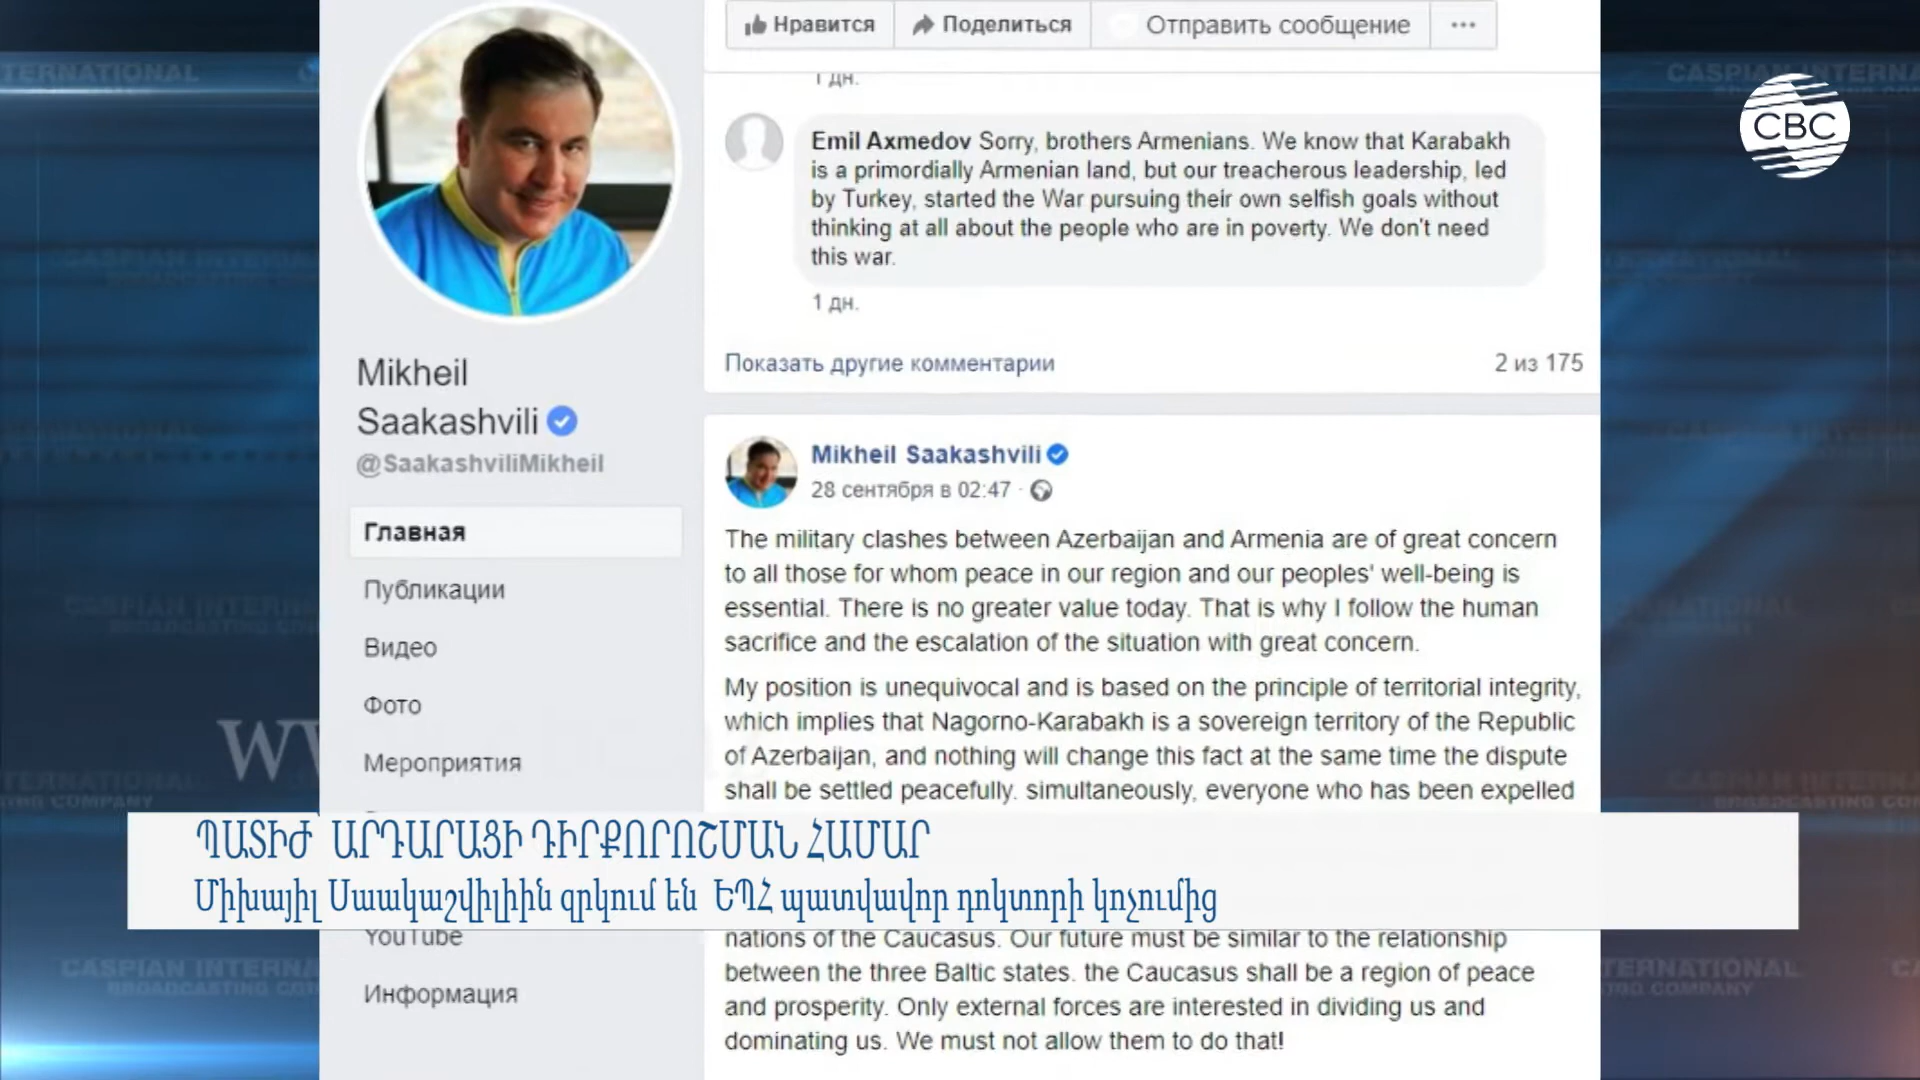 Нравится
Поделиться
Отправить сообщение
1 дн.
Emil Axmedov Sorry, brothers Armenians. We know that Karabakh
is a primordially Armenian land, but our treacherous leadership, led
by Turkey, started the War pursuing their own selfish goals without
thinking at all about the people who are in poverty. We don't need
this war.
1 дн.
Показать другие комментарии
2 из 175
CBC
Mikheil
Saakashvili
@SaakashviliMikheil
Главная
Публикации
Видео
Фото
Мероприятия
YouTube
Информация
Mikheil Saakashvili
28 сентября в 02:47
The military clashes between Azerbaijan and Armenia are of great concern
to all those for whom peace in our region and our peoples' well-being is
essential. There is no greater value today. That is why I follow the human
sacrifice and the escalation of the situation with great concern.
My position is unequivocal and is based on the principle of territorial integrity,
which implies that Nagorno-Karabakh is a sovereign territory of the Republic
of Azerbaijan, and nothing will change this fact at the same time the dispute
shall be settled peacefully. simultaneously, everyone who has been expelled
ՊԱՏԻԺ՝ ԱՐԴԱՐԱՑԻ ԴԻՐՔՈՐՈՇՄԱՆ ՀԱՄԱՐ
Միխայիլ Սաակաշվիլիին զրկում են ԵՊՀ պատվավոր դոկտորի կոչումից
nations of the Caucasus. Our future must be similar to the relationship
between the three Baltic states. the Caucasus shall be a region of peace
and prosperity. Only external forces are interested in dividing us and
dominating us. We must not allow them to do that!
CASPIAN INTERNATIONAL
BROADCASTING COMPANY